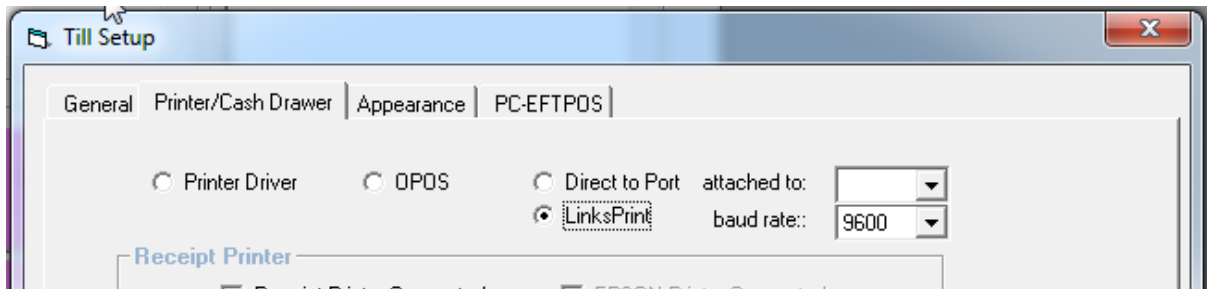 Till Setup
General Printer/Cash Drawer Appearance PC-EFTPOS
Printer Driver OPOS Direct to Port attached to:
LinksPrint baud rate:: 9600
Receipt Printer